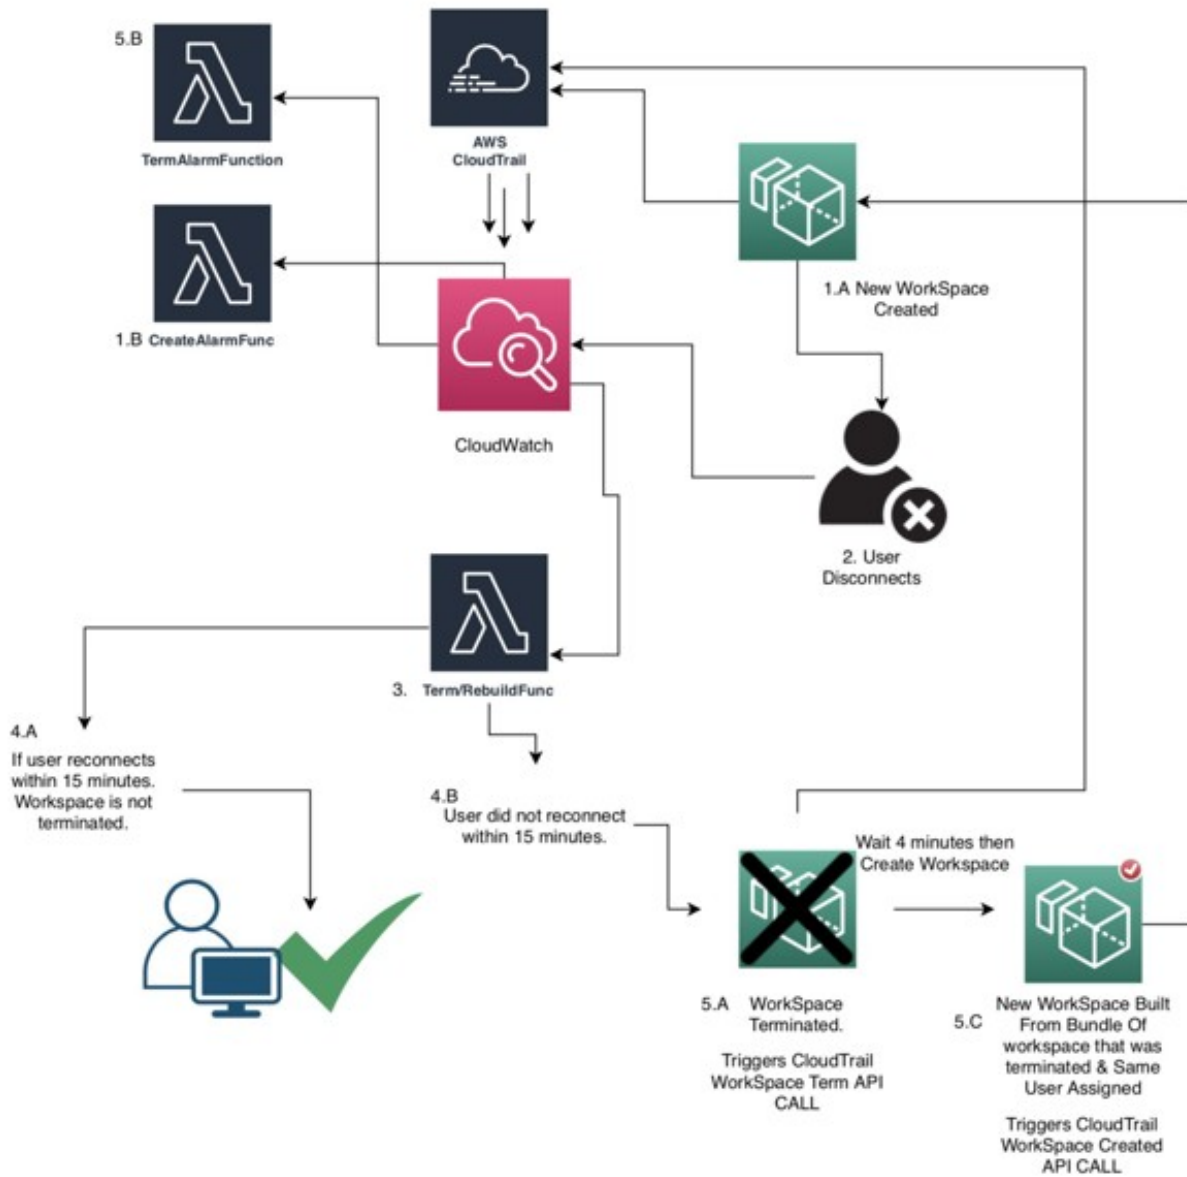 5.B
TermAlarmFunction
AWS
CloudTrail
1.A New WorkSpace
Created
1.B CreateAlarmFunc
CloudWatch
2. User
Disconnects
3. Term/RebuildFunc
4.A
If user reconnects
within 15 minutes.
Workspace is not
terminated.
4.B
User did not reconnect
within 15 minutes.
Wait 4 minutes then
Create Workspace
5.A WorkSpace
Terminated.
Triggers CloudTrail
WorkSpace Term API
CALL
5.C
New WorkSpace Built
From Bundle Of
workspace that was
terminated & Same
User Assigned
Triggers CloudTrail
WorkSpace Created
API CALL